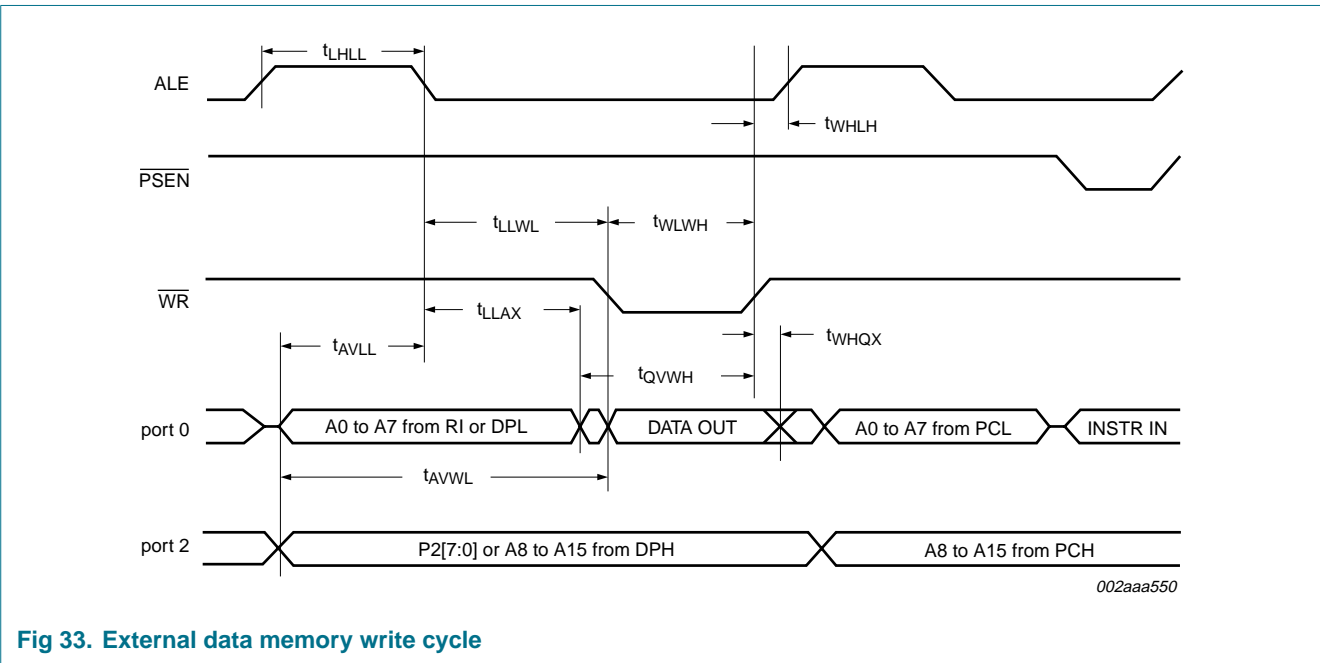 tLHLL
ALE
tWHLH
PSEN
tLLWL
tWLWH
WR
tLLAX
tWHQX
tAVLL
tQVWH
port 0
A0 to A7 from RI or DPL
DATA OUT
A0 to A7 from PCL
INSTR IN
tAVWL
port 2
P2[7:0] or A8 to A15 from DPH
A8 to A15 from PCH
002aaa550
Fig 33. External data memory write cycle